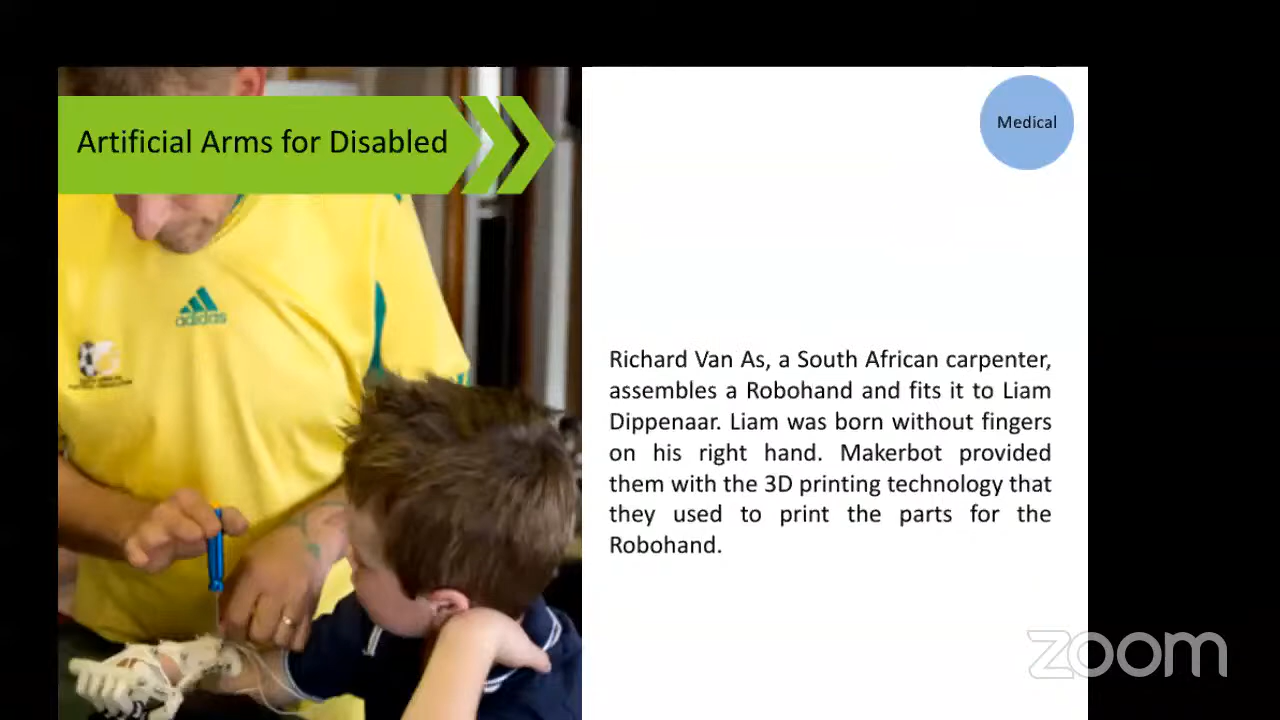 Artificial Arms for Disabled
Medical
adidas
Richard Van As, a South African carpenter,
assembles a Robohand and fits it to Liam
Dippenaar. Liam was born without fingers
on his right hand. Makerbot provided
them with the 3D printing technology that
they used to print the parts for the
Robohand.
zoom